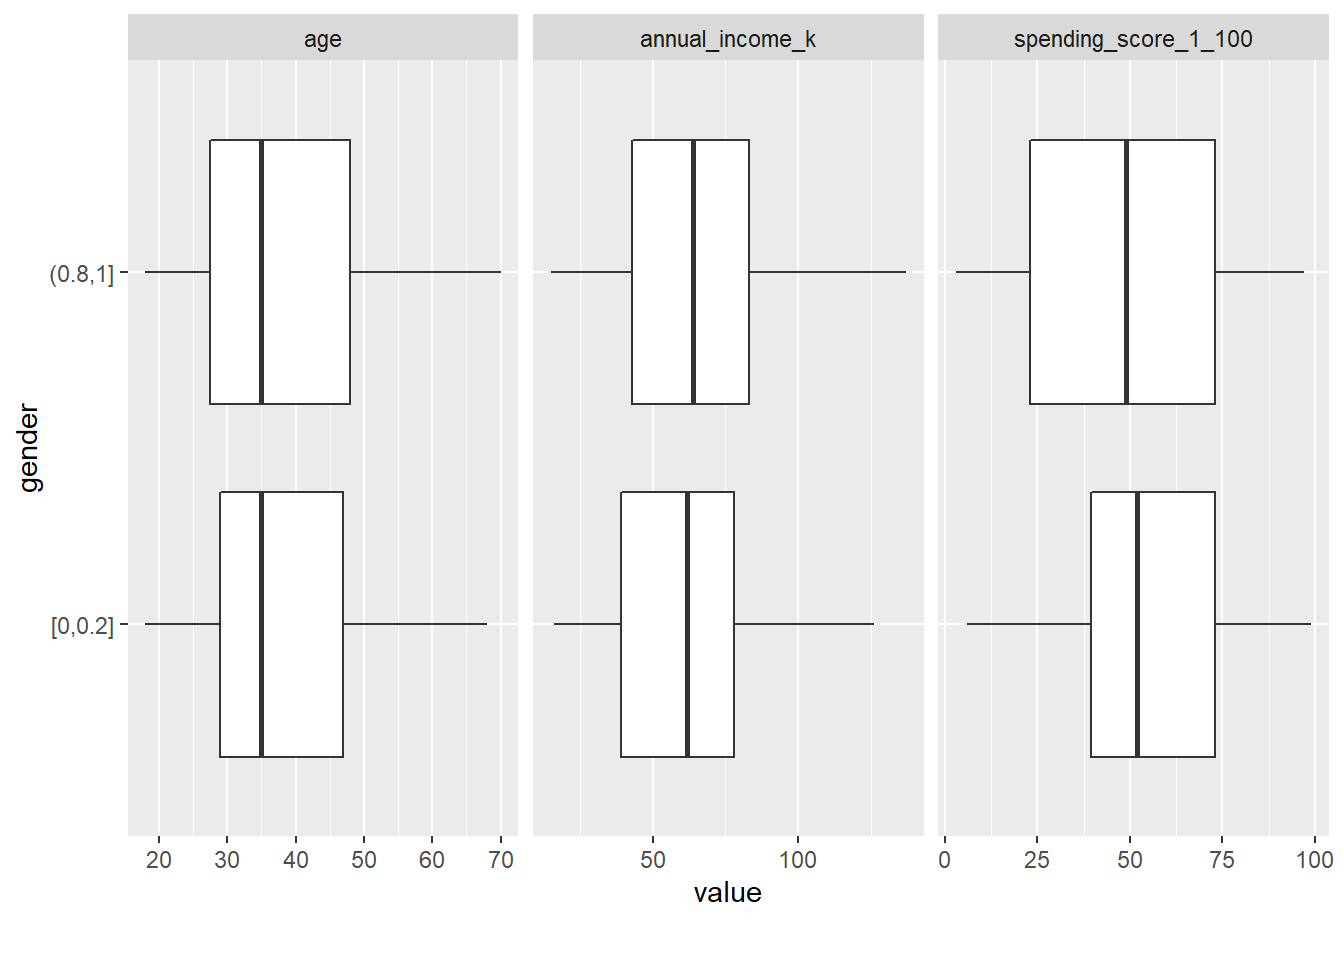 age annual_income_k spending_score_1_100
(0.8,1]
gender
[0,0.2]
20 30 40 50 60 70 50 100 0 25 50 75 100
value